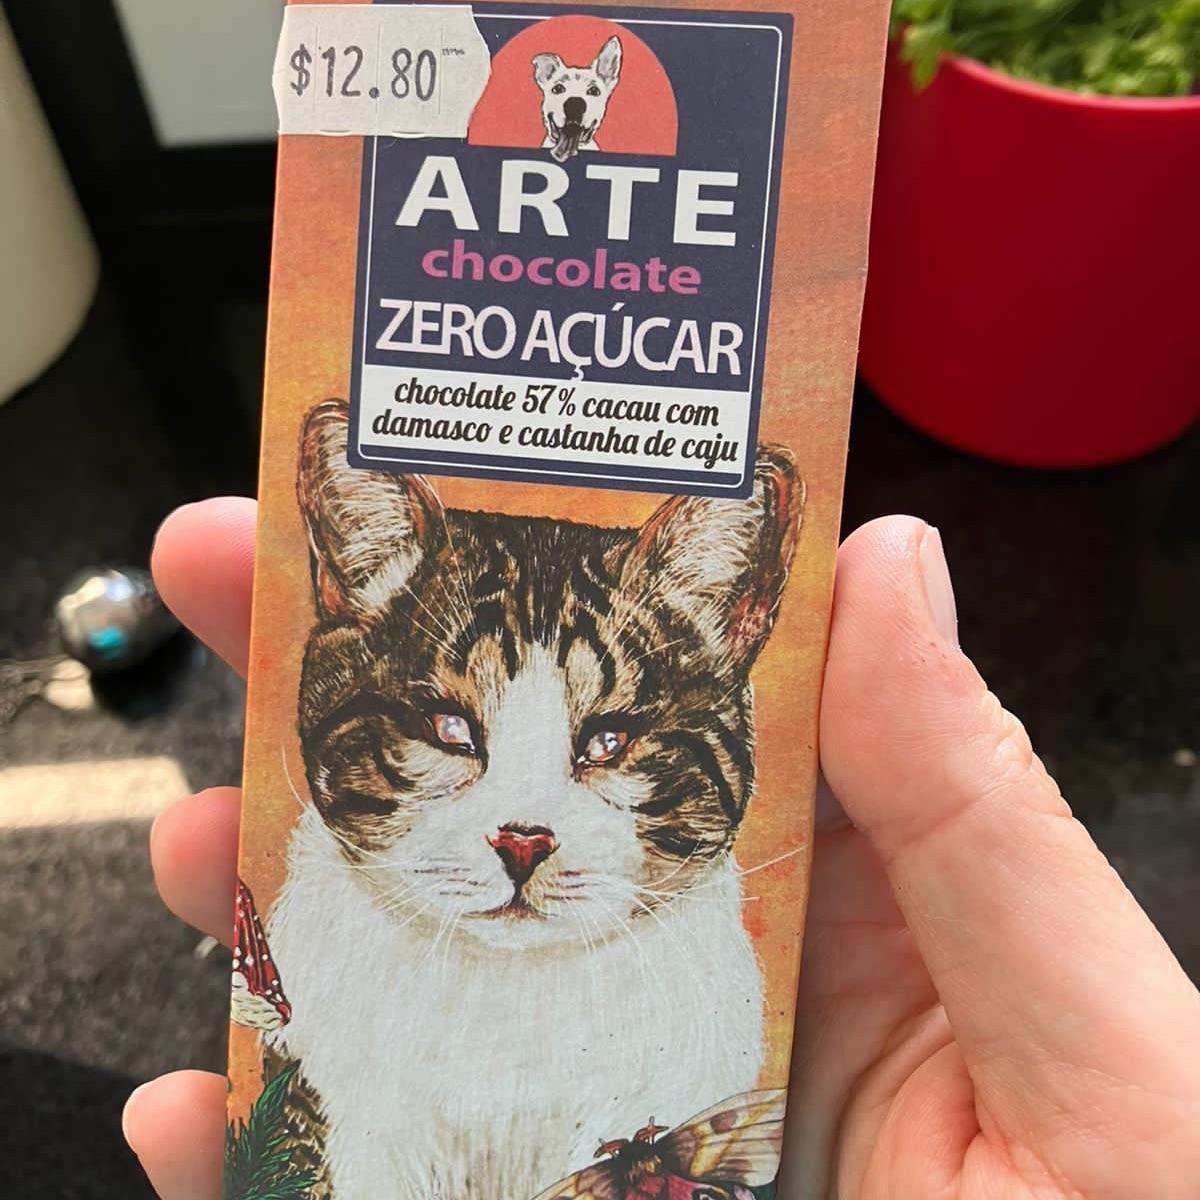 $12.80
ARTE
chocolate
ZERO AÇÚCAR
chocolate 57% cacau com
damasco e castanha de caju